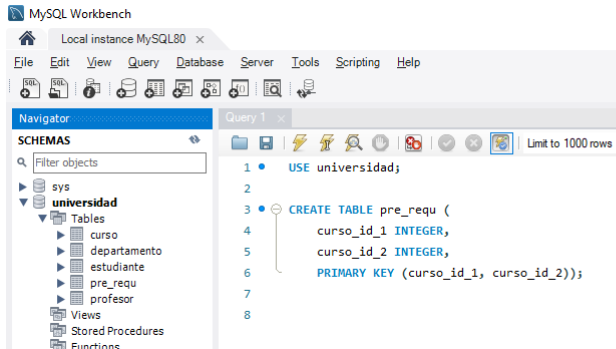 MySQL Workbench
Local instance MySQL80 ×
File Edit View Query Database Server Tools Scripting Help
SQL SQL
Navigator
SCHEMAS
Filter objects
sys
universidad
Tables
curso
departamento
estudiante
pre_requ
profesor
Views
Stored Procedures
Functions
Query 1 ×
Limit to 1000 rows
1 USE universidad;
2
3 CREATE TABLE pre_requ (
4 curso_id_1 INTEGER,
5 curso_id_2 INTEGER,
6 PRIMARY KEY (curso_id_1, curso_id_2));
7
8